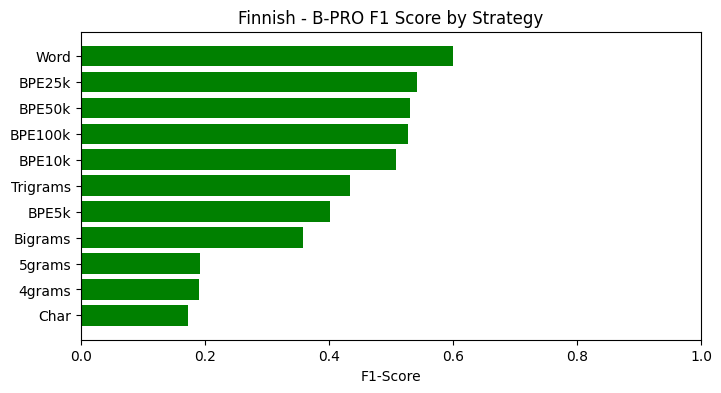 Finnish - B-PRO F1 Score by Strategy
Word
BPE25k
BPE50k
BPE100k
BPE10k
Trigrams
BPE5k
Bigrams
5grams
4grams
Char
0.0 0.2 0.4 0.6 0.8 1.0
F1-Score